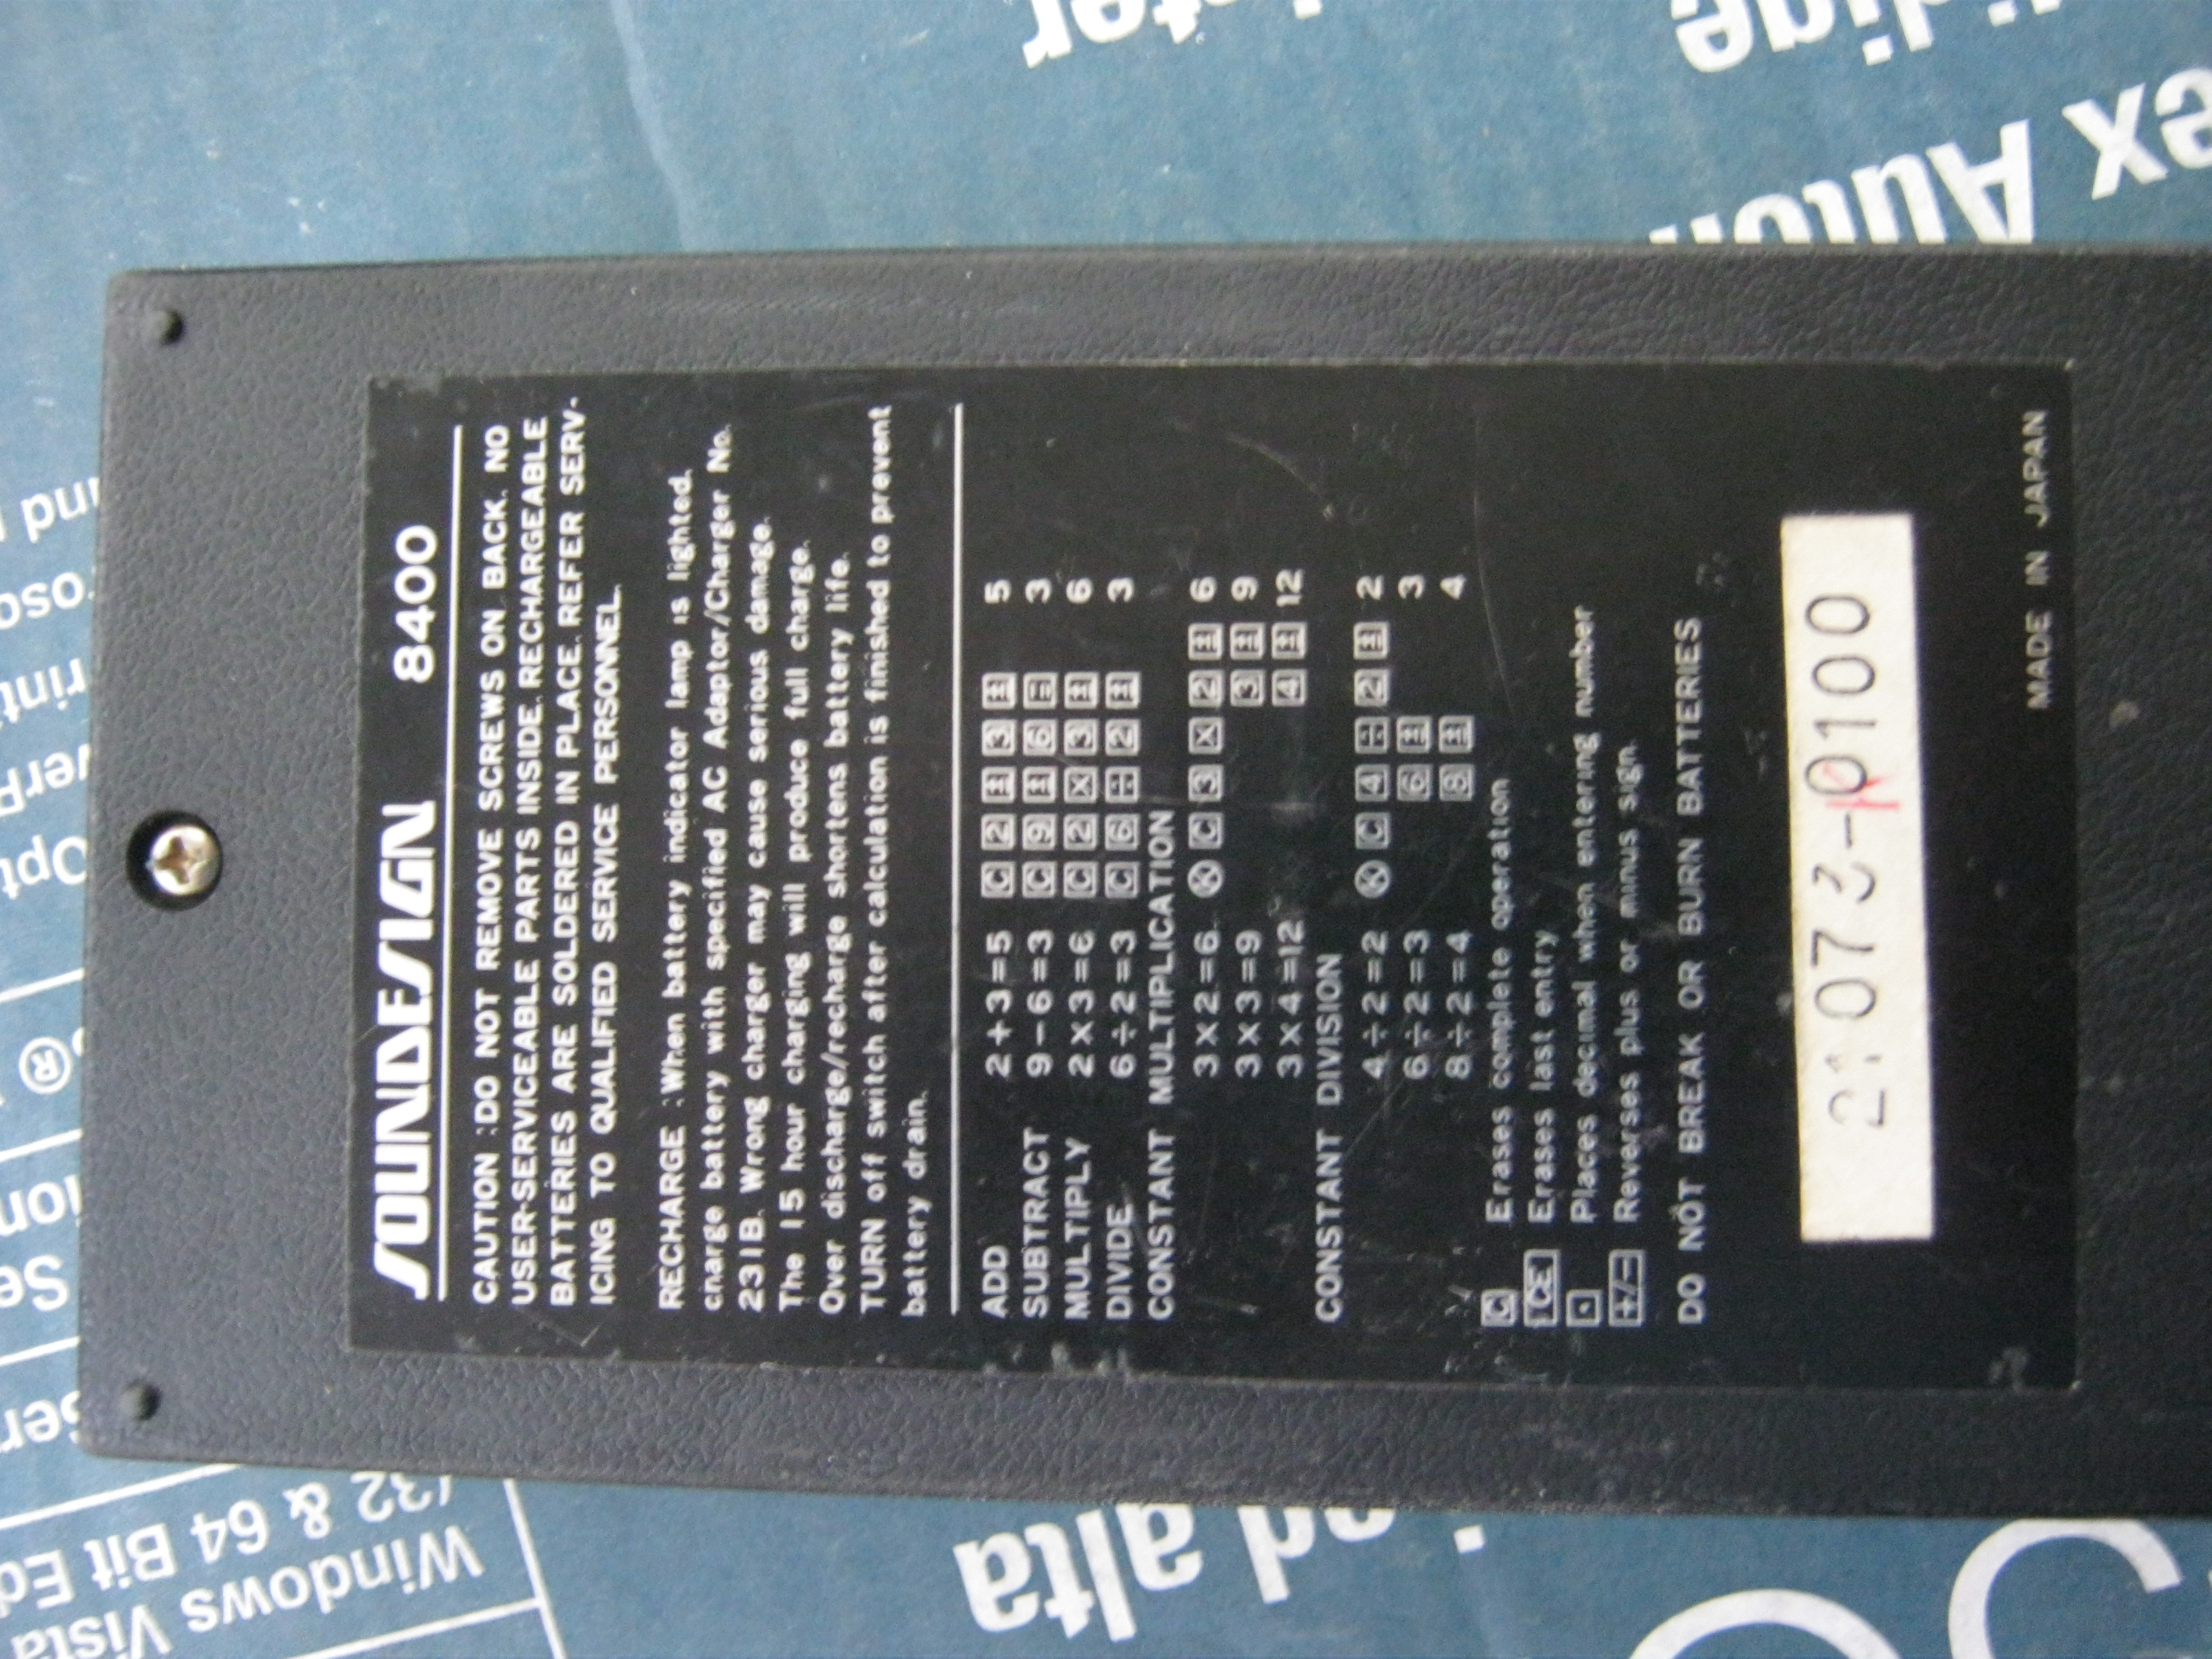 SOUNDESIGN 8400
CAUTION :DO NOT REMOVE SCREWS ON BACK. NO
USER-SERVICEABLE PARTS INSIDE. RECHARGEABLE
BATTERIES ARE SOLDERED IN PLACE. REFER SERV-
ICING TO QUALIFIED SERVICE PERSONNEL.
RECHARGE :When battery indicator lamp is lighted.
charge battery with specified AC Adaptor/Charger No.
231B. Wrong charger may cause serious damage.
The 15 hour charging will produce full charge.
Over discharge/recharge shortens battery life.
TURN off switch after calculation is finished to prevent
battery drain.
ADD 2+3=5 C 2 ± 3 ± 5
SUBTRACT 9-6=3 C 9 ± 6 = 3
MULTIPLY 2×3=6 C 2 × 3 ± 6
DIVIDE 6÷2=3 C 6 ÷ 2 ± 3
CONSTANT MULTIPLICATION
3×2=6 K C 3 × 2 ± 6
3×3=9 3 ± 9
3×4=12 4 ± 12
CONSTANT DIVISION
4÷2=2 K C 4 ÷ 2 ± 2
6÷2=3 6 ± 3
8÷2=4 8 ± 4
C Erases complete operation
CE Erases last entry
. Places decimal when entering number
+/- Reverses plus or minus sign.
DO NOT BREAK OR BURN BATTERIES
0100
MADE IN JAPAN
ex Autom
ind alta
Windows Vista
(32 & 64 Bit Ed